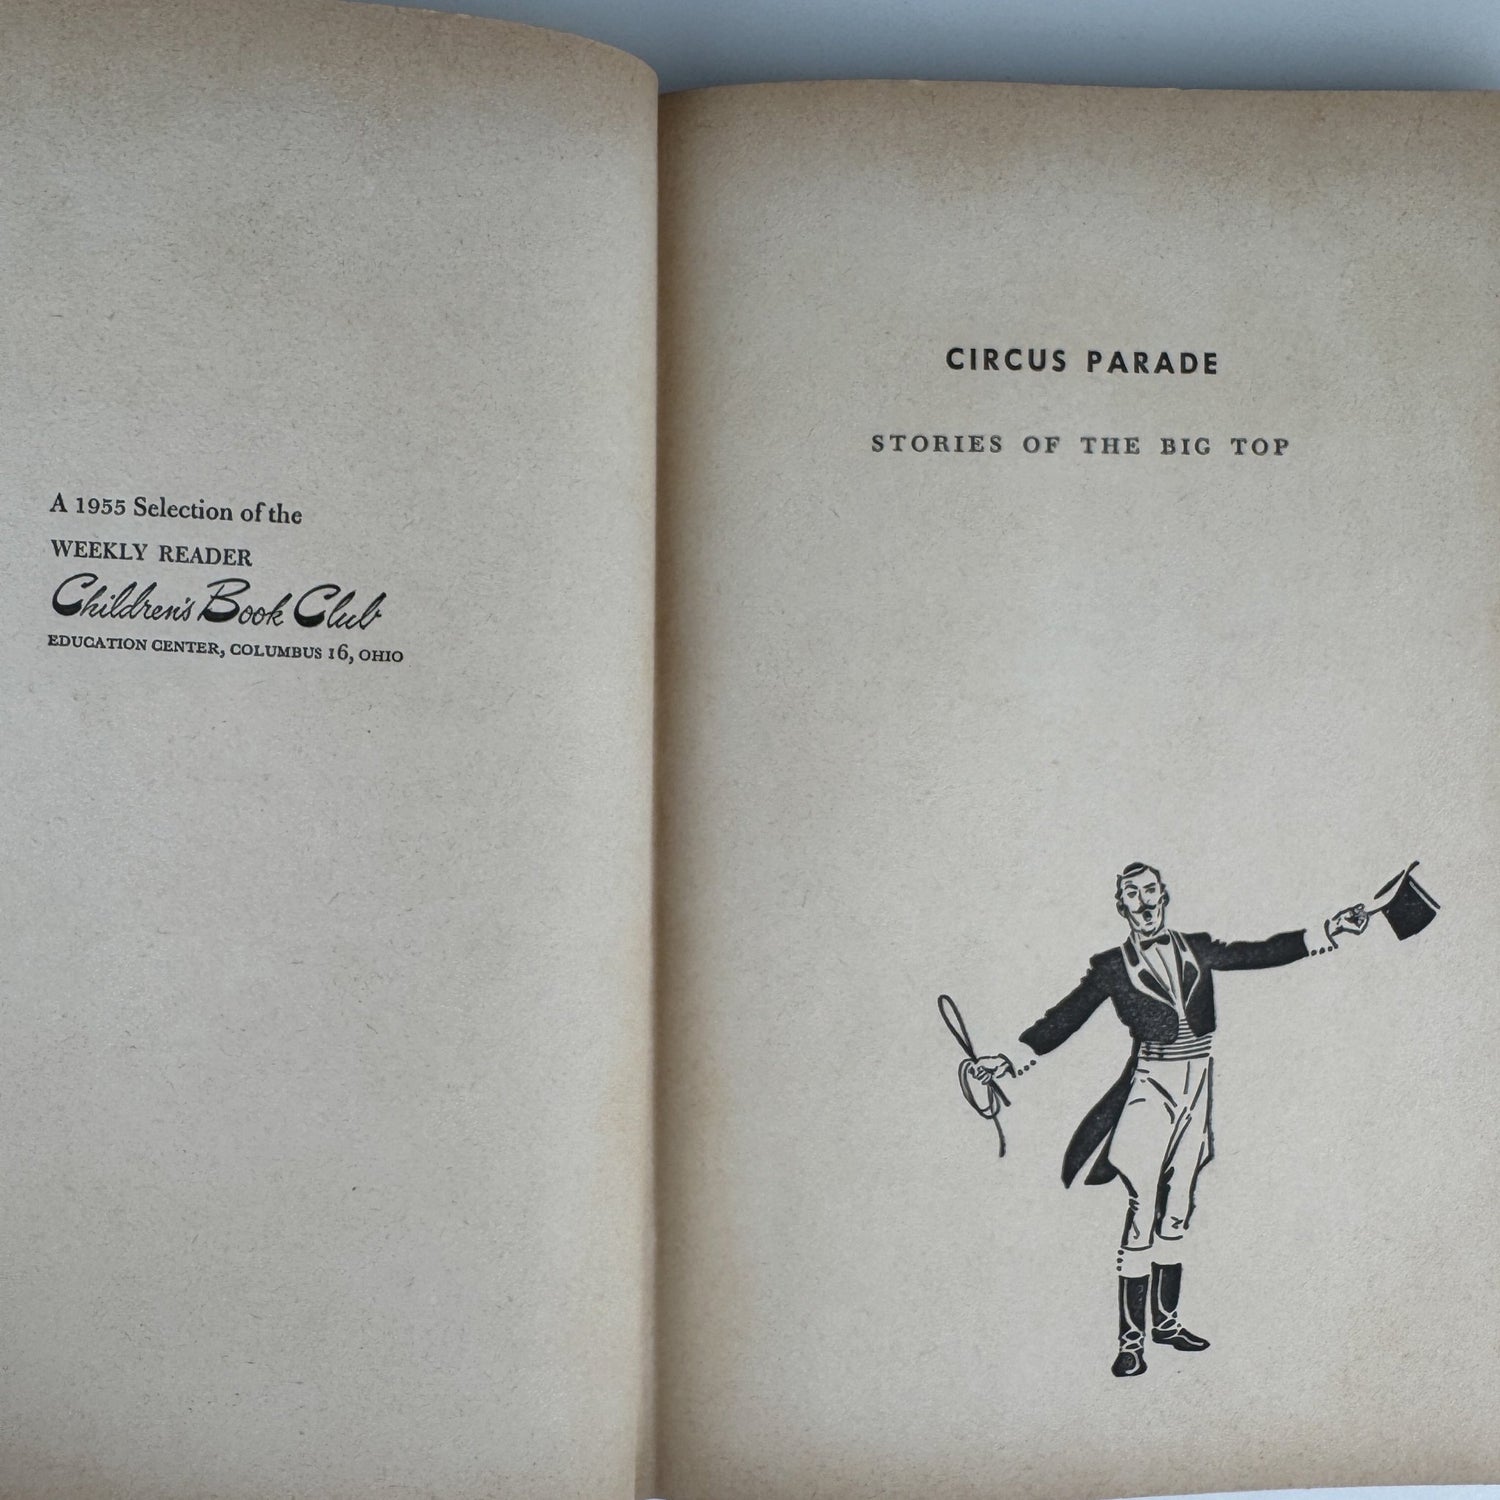 A 1955 Selection of the
WEEKLY READER
Children's Book Club
EDUCATION CENTER, COLUMBUS 16, OHIO
CIRCUS PARADE
STORIES OF THE BIG TOP